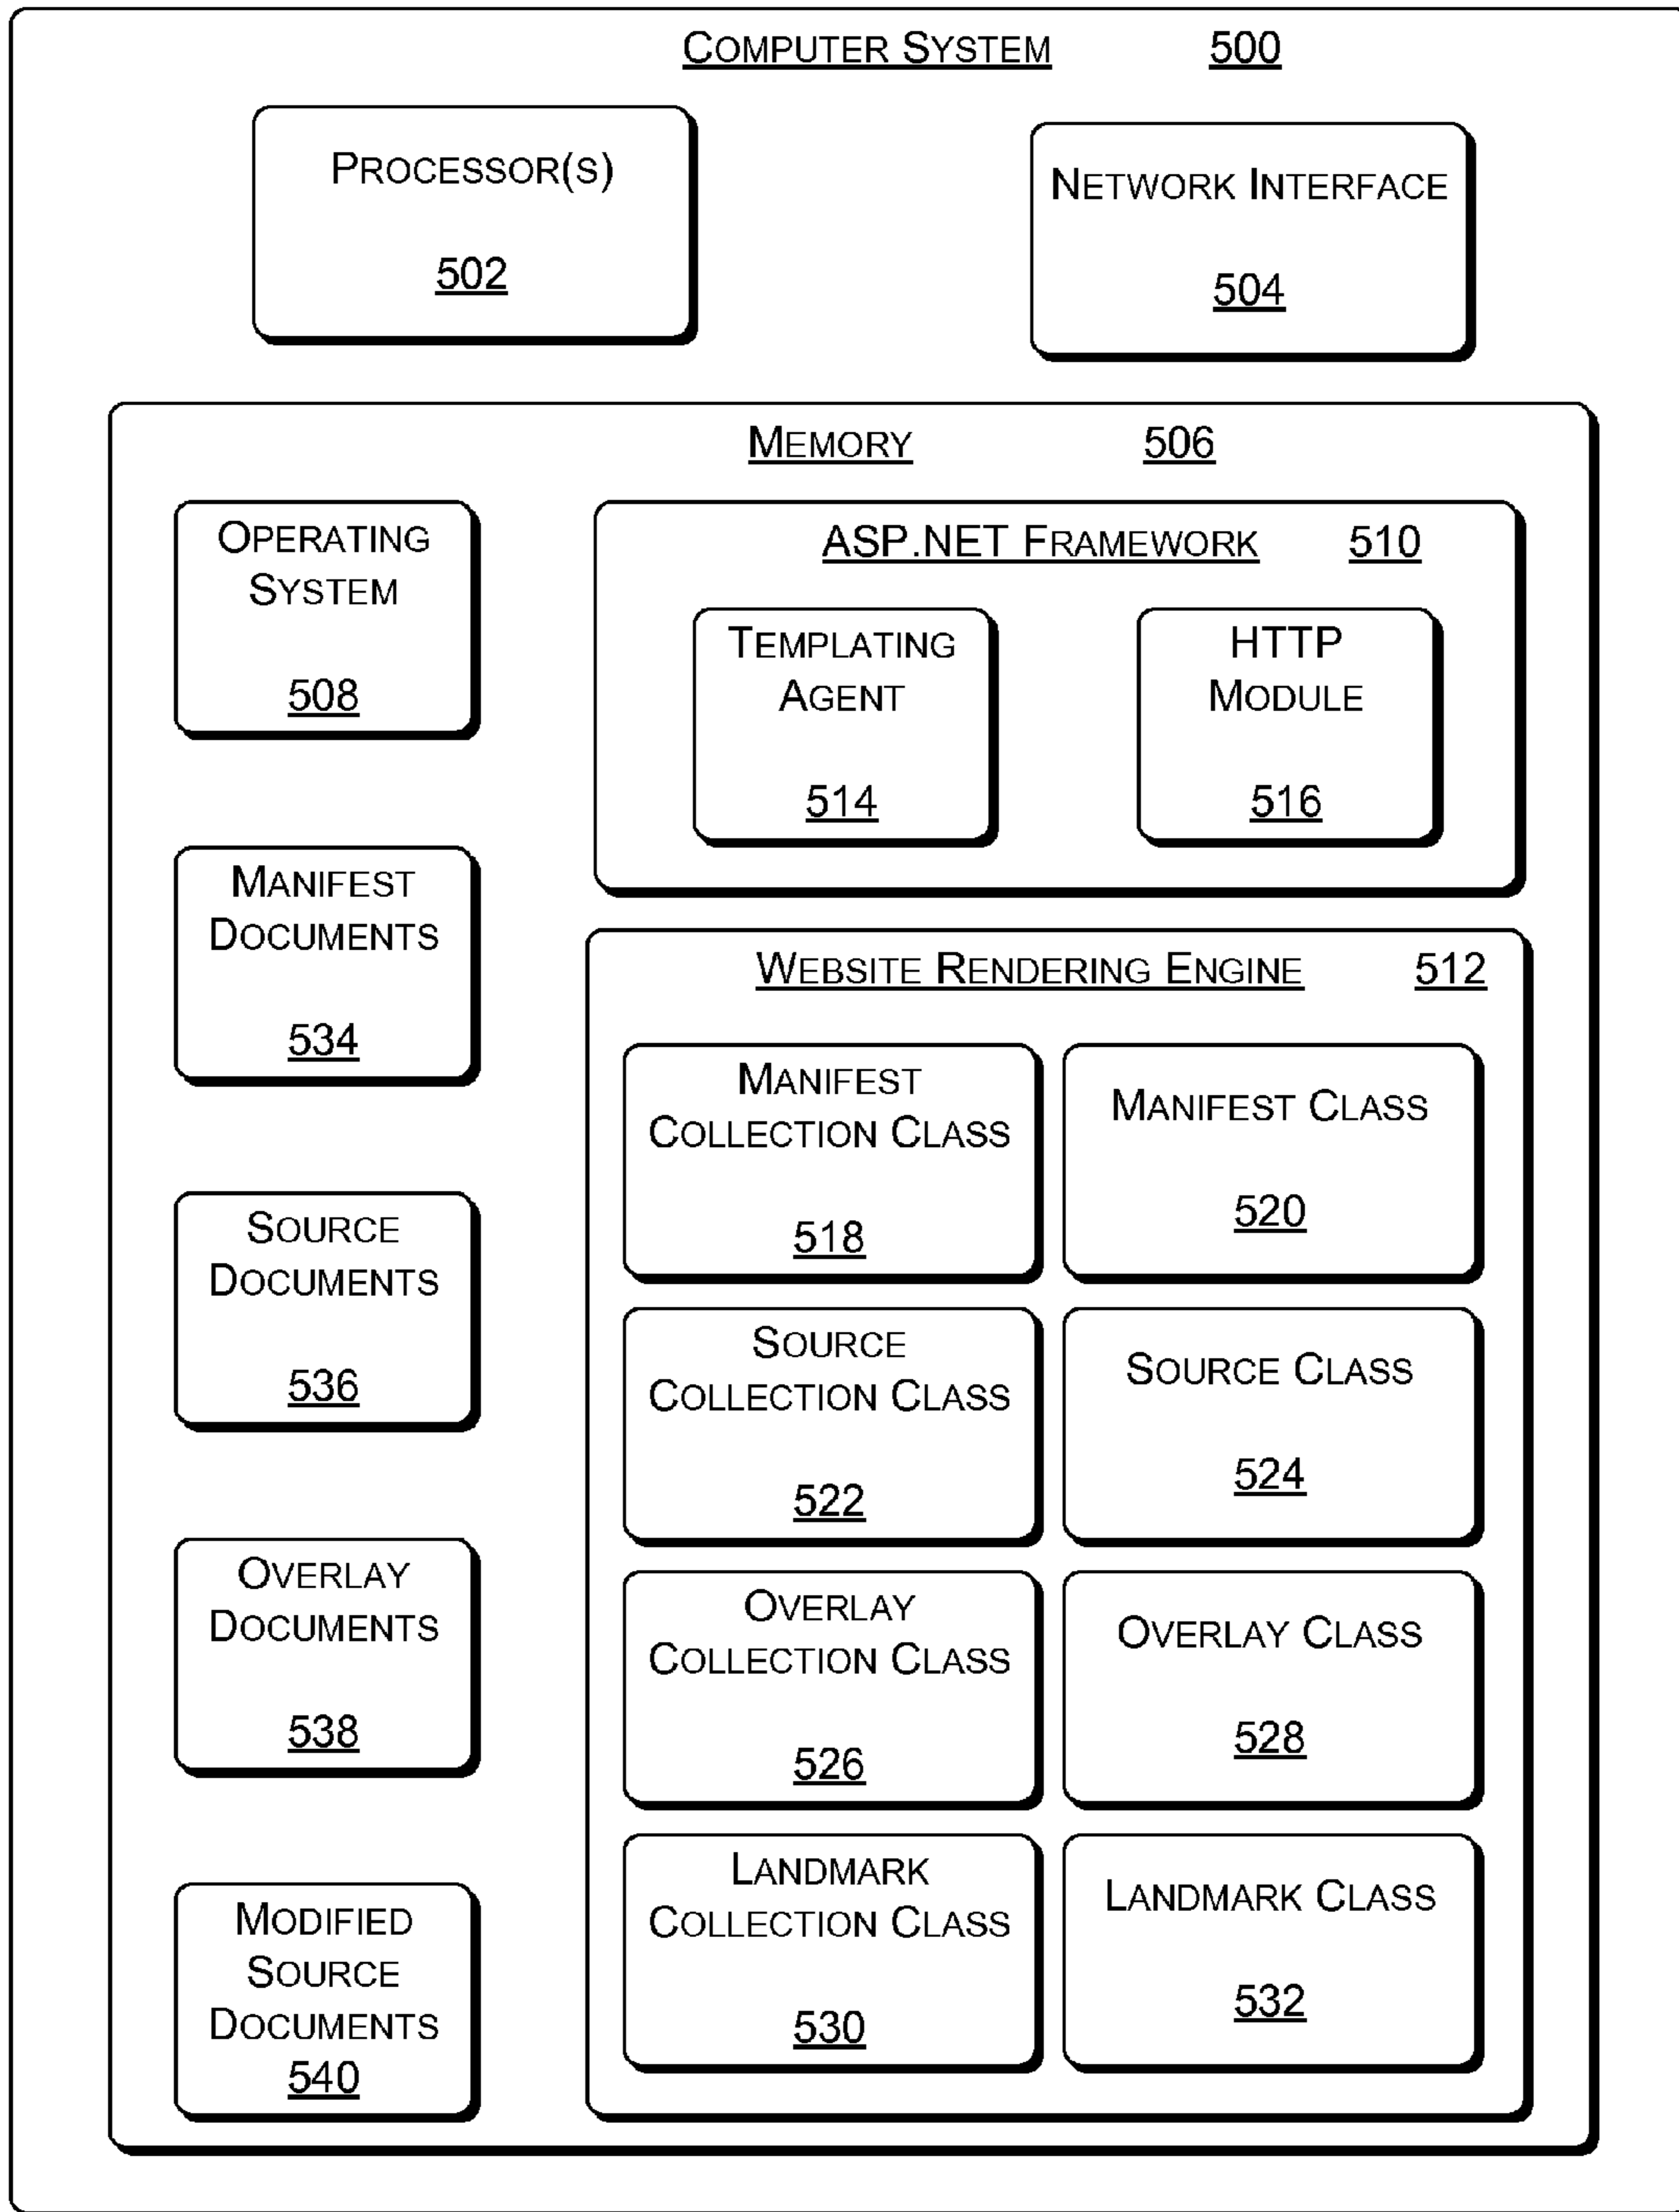 COMPUTER SYSTEM 500
PROCESSOR(S)
502
NETWORK INTERFACE
504
MEMORY 506
OPERATING
SYSTEM
508
MANIFEST
DOCUMENTS
534
SOURCE
DOCUMENTS
536
OVERLAY
DOCUMENTS
538
MODIFIED
SOURCE
DOCUMENTS
540
ASP.NET FRAMEWORK 510
TEMPLATING
AGENT
514
HTTP
MODULE
516
WEBSITE RENDERING ENGINE 512
MANIFEST
COLLECTION CLASS
518
MANIFEST CLASS
520
SOURCE
COLLECTION CLASS
522
SOURCE CLASS
524
OVERLAY
COLLECTION CLASS
526
OVERLAY CLASS
528
LANDMARK
COLLECTION CLASS
530
LANDMARK CLASS
532